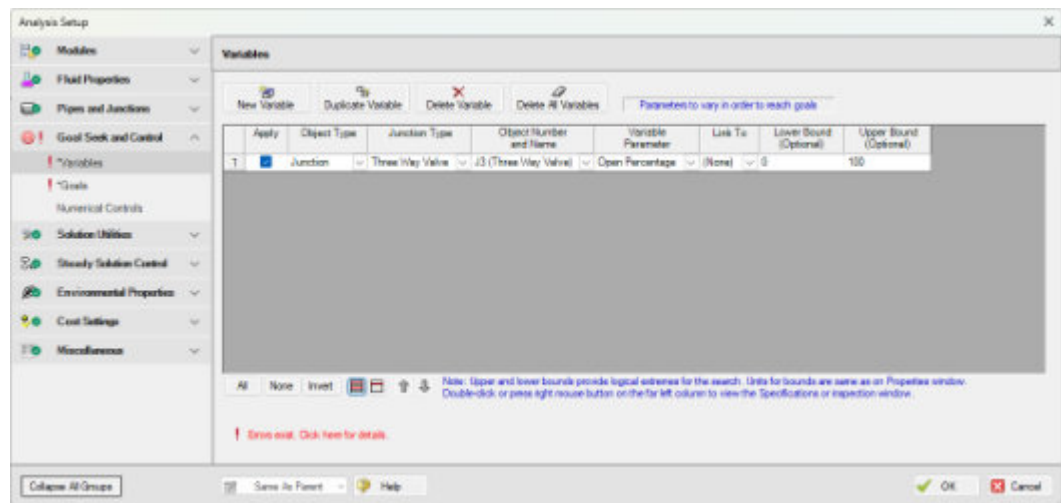 Analysis Setup
Modules
Fluid Properties
Pipes and Junctions
Goal Seek and Control
*Variables
*Goals
Numerical Controls
Solution Utilities
Steady Solution Control
Environmental Properties
Cost Settings
Miscellaneous
Collapse All Groups
Variables
New Variable Duplicate Variable Delete Variable Delete All Variables Parameters to vary in order to reach goals
Apply Object Type Junction Type Object Number and Name Variable Parameter Link To Lower Bound (Optional) Upper Bound (Optional)
1 Junction Three Way Valve J3 (Three Way Valve) Open Percentage (None) 0 100
All None Invert
Note: Upper and lower bounds provide logical extremes for the search. Units for bounds are same as on Properties window.
Double-click or press right mouse button on the far left column to view the Specifications or inspection window.
! Errors exist. Click here for details.
Same As Parent Help OK Cancel